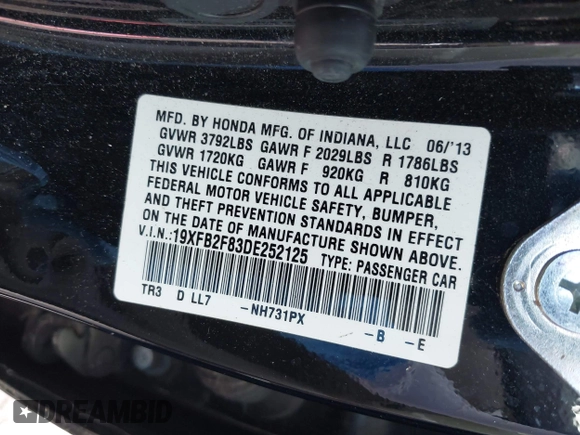 MFD. BY HONDA MFG. OF INDIANA, LLC 06/'13
GVWR 3792LBS GAWR F 2029LBS R 1786LBS
GVWR 1720KG GAWR F 920KG R 810KG
THIS VEHICLE CONFORMS TO ALL APPLICABLE
FEDERAL MOTOR VEHICLE SAFETY, BUMPER,
AND THEFT PREVENTION STANDARDS IN EFFECT
ON THE DATE OF MANUFACTURE SHOWN ABOVE.
V.I.N.:19XFB2F83DE252125 TYPE: PASSENGER CAR
TR3 D LL7 -NH731PX -B -E
DREAMBID